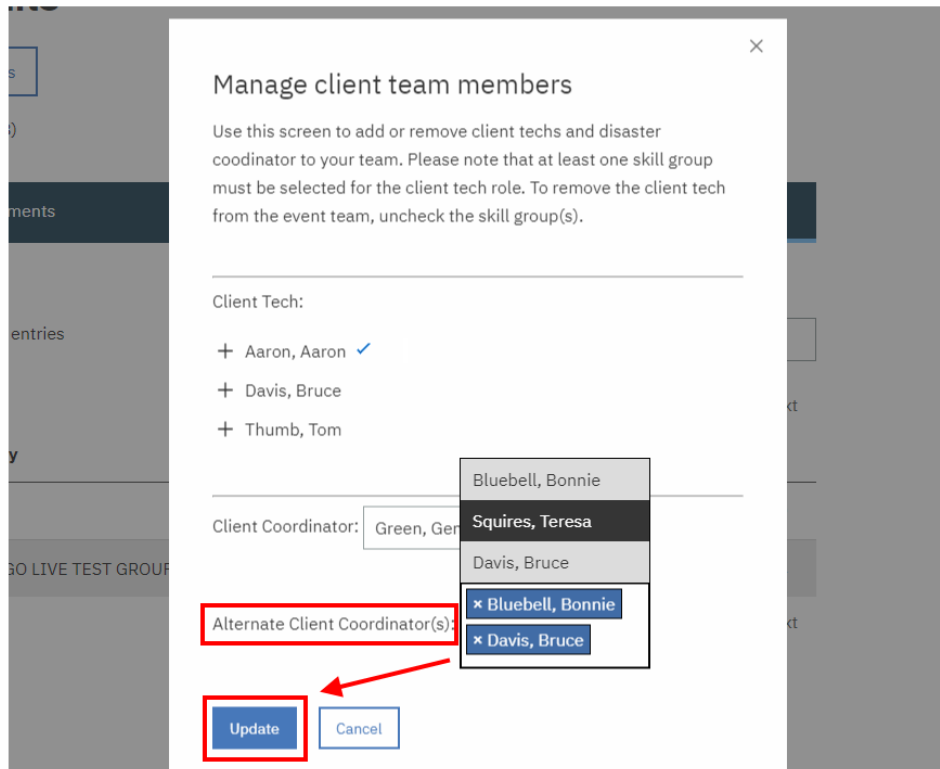 s
)
ments
entries
xt
y
GO LIVE TEST GROUP
xt
×
Manage client team members
Use this screen to add or remove client techs and disaster
coodinator to your team. Please note that at least one skill group
must be selected for the client tech role. To remove the client tech
from the event team, uncheck the skill group(s).
Client Tech:
+ Aaron, Aaron ✓
+ Davis, Bruce
+ Thumb, Tom
Bluebell, Bonnie
Squires, Teresa
Davis, Bruce
Client Coordinator: Green, Ger
× Bluebell, Bonnie
Alternate Client Coordinator(s):
× Davis, Bruce
Update Cancel